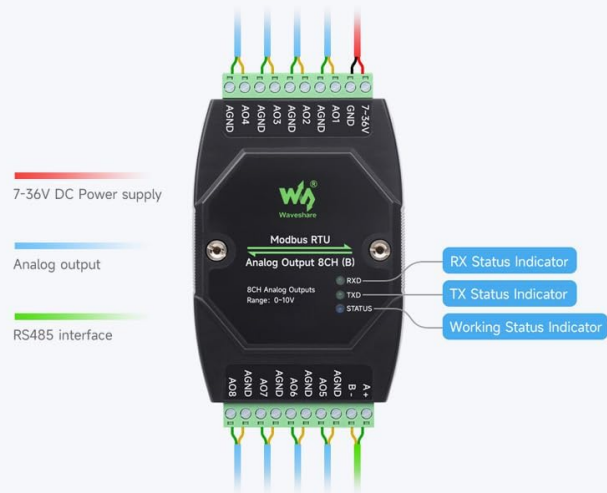 AGND
AO4
AGND
AO3
AGND
AO2
AGND
AO1
GND
7-36V
7-36V DC Power supply
Analog output
RS485 interface
W®
Waveshare
Modbus RTU
Analog Output 8CH (B)
8CH Analog Outputs
Range: 0-10V
RXD
TXD
STATUS
RX Status Indicator
TX Status Indicator
Working Status Indicator
AO8
AGND
AO7
AGND
AO6
AGND
AO5
AGND
B-
A+